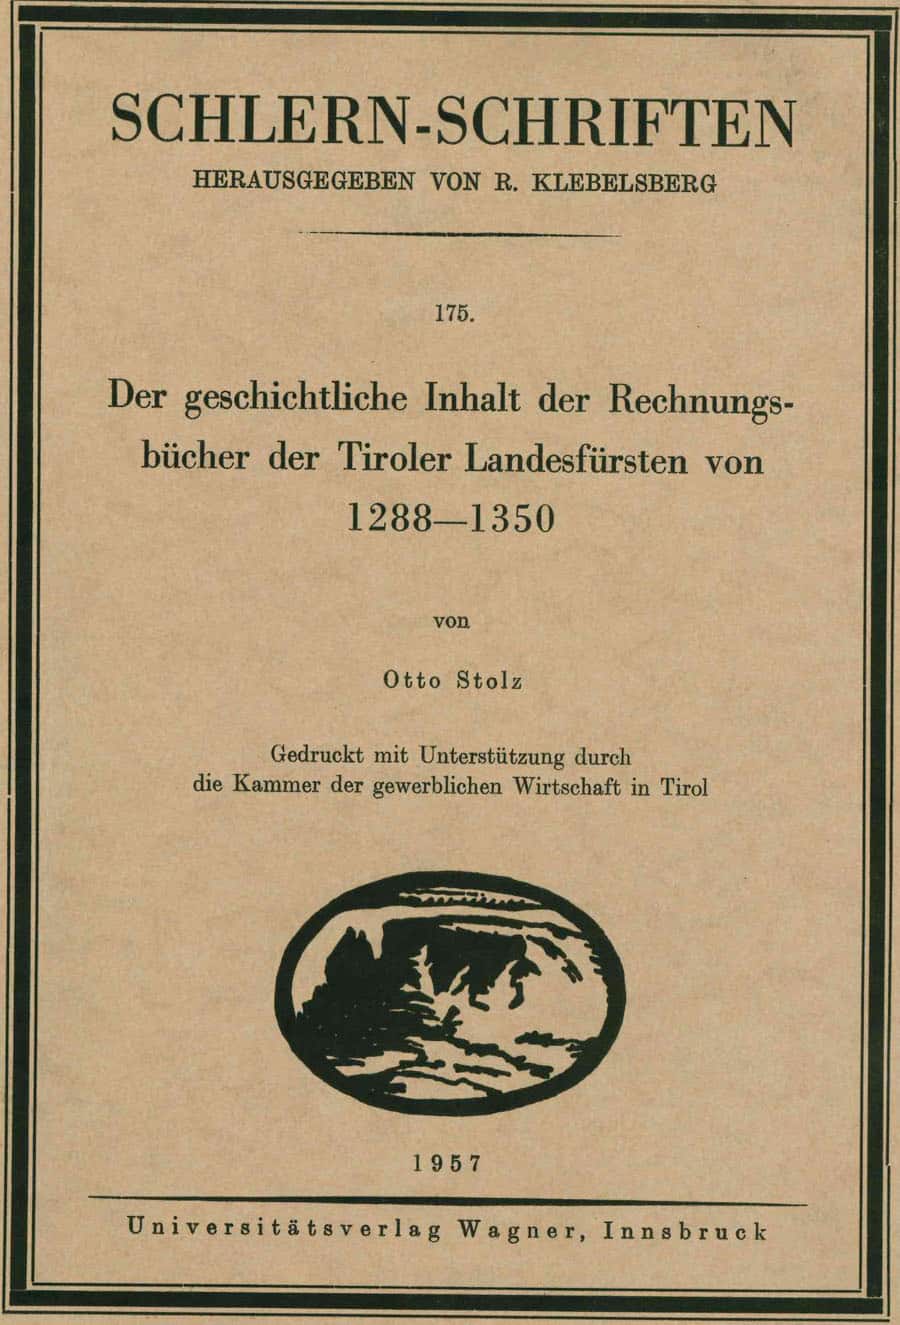 SCHLERN-SCHRIFTEN
HERAUSGEGEBEN VON R. KLEBELSBERG
175.
Der geschichtliche Inhalt der Rechnungs-
bücher der Tiroler Landesfürsten von
1288—1350
von
Otto Stolz
Gedruckt mit Unterstützung durch
die Kammer der gewerblichen Wirtschaft in Tirol
1957
Universitätsverlag Wagner, Innsbruck